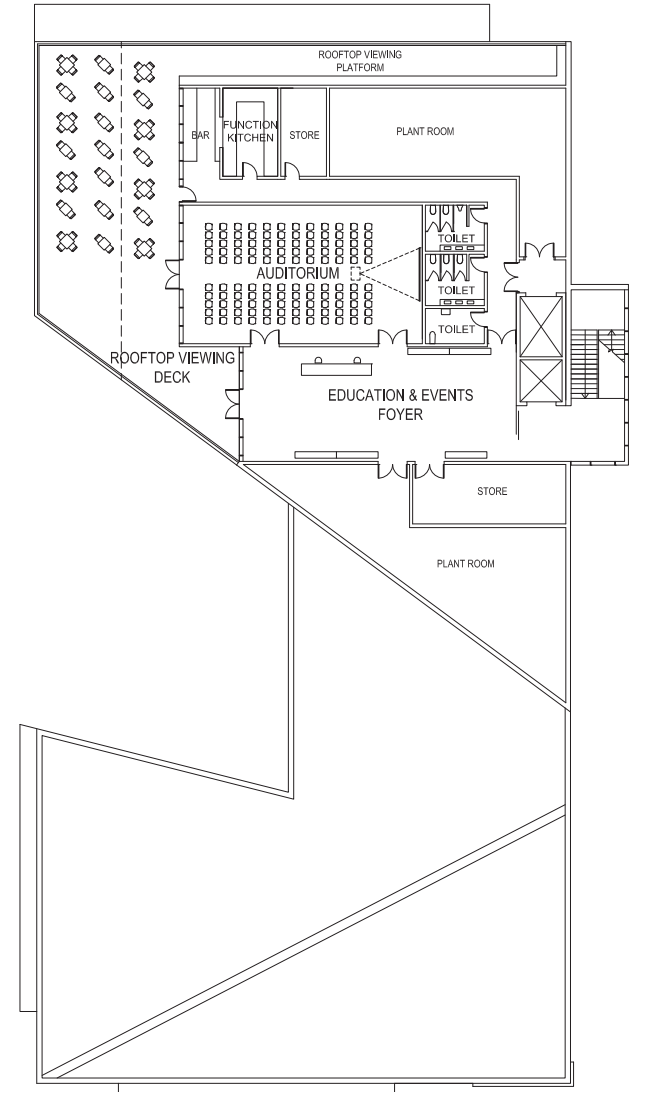 ROOFTOP VIEWING
PLATFORM
BAR
FUNCTION
KITCHEN
STORE
PLANT ROOM
TOILET
AUDITORIUM
TOILET
TOILET
ROOFTOP VIEWING
DECK
EDUCATION & EVENTS
FOYER
STORE
PLANT ROOM